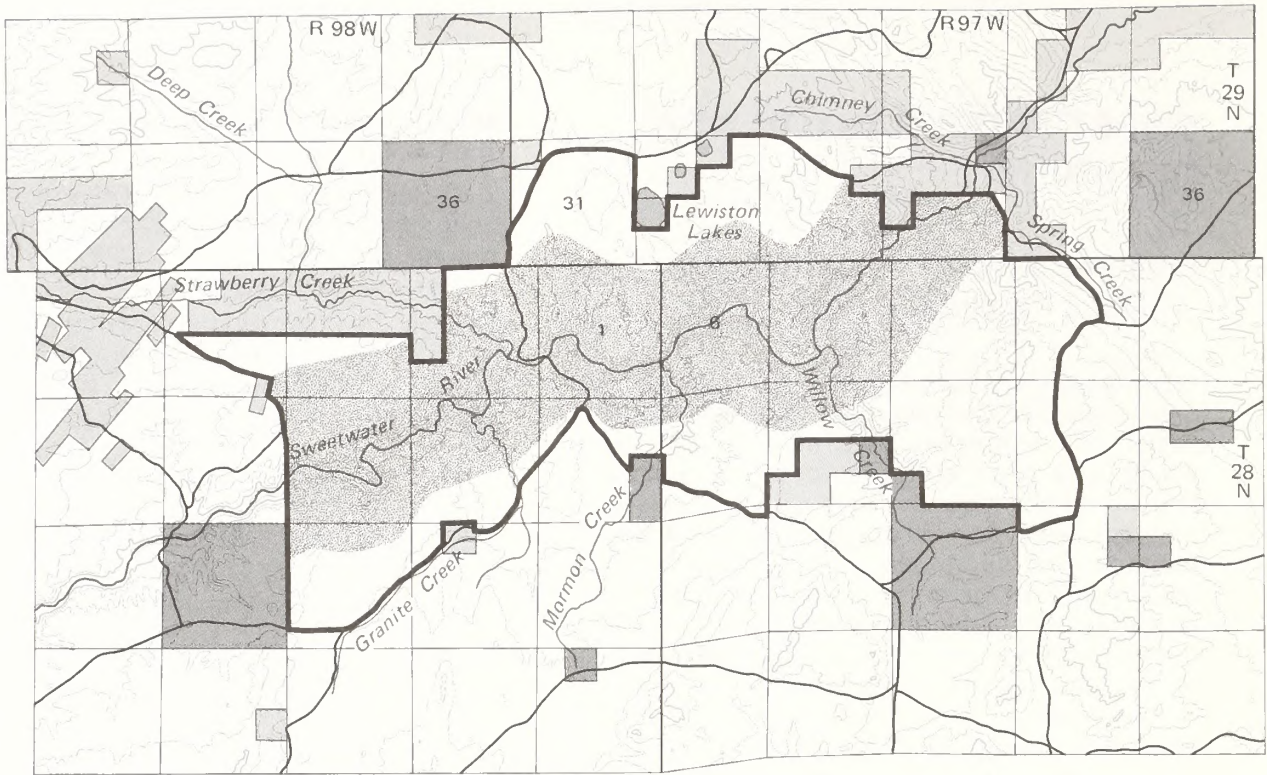 R 98 W
R 97 W
T
29
N
Deep Creek
Chimney
Creek
36
31
36
Lewiston
Lakes
Spring
Creek
Strawberry Creek
1
6
River
Willow
Creek
Sweetwater
T
28
N
Mormon Creek
Granite Creek